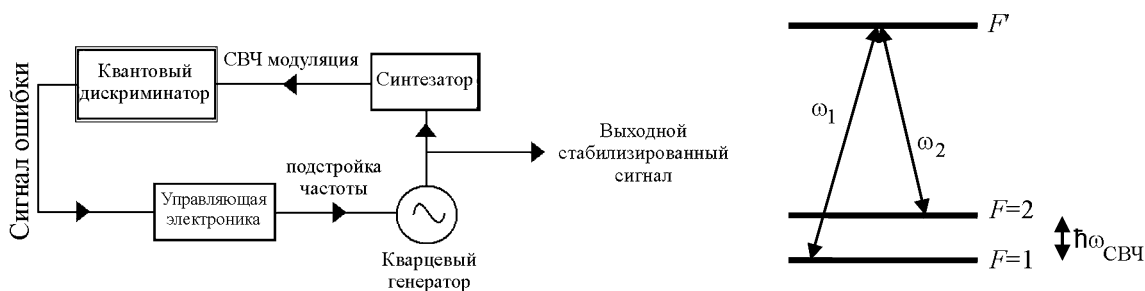 СВЧ модуляция
Квантовый
дискриминатор
Синтезатор
Сигнал ошибки
Выходной
стабилизированный
сигнал
подстройка
частоты
Управляющая
электроника
Кварцевый
генератор
F'
ω1
ω2
F=2
ħωСВЧ
F=1